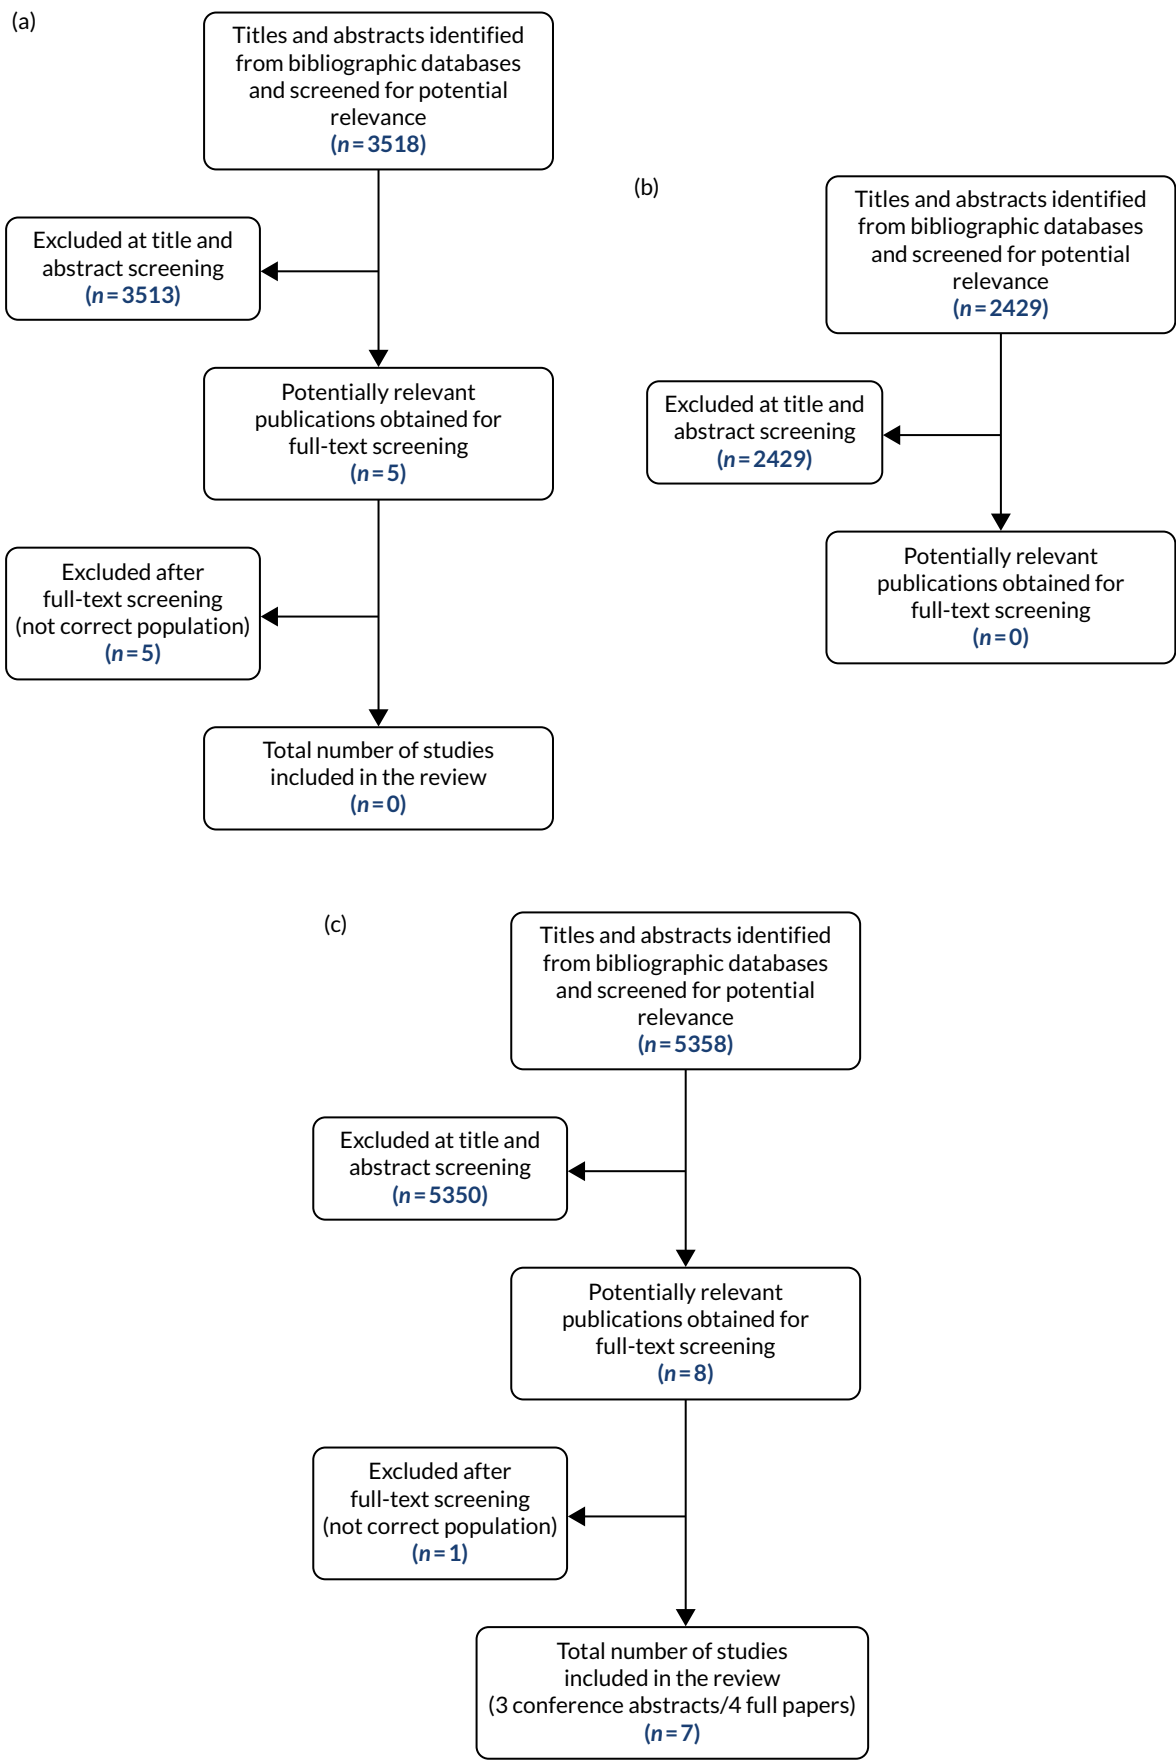 (a)
Titles and abstracts identified
from bibliographic databases
and screened for potential
relevance
(n=3518)
Excluded at title and
abstract screening
(n=3513)
Potentially relevant
publications obtained for
full-text screening
(n=5)
Excluded after
full-text screening
(not correct population)
(n=5)
Total number of studies
included in the review
(n=0)
(b)
Titles and abstracts identified
from bibliographic databases
and screened for potential
relevance
(n=2429)
Excluded at title and
abstract screening
(n=2429)
Potentially relevant
publications obtained for
full-text screening
(n=0)
(c)
Titles and abstracts identified
from bibliographic databases
and screened for potential
relevance
(n=5358)
Excluded at title and
abstract screening
(n=5350)
Potentially relevant
publications obtained for
full-text screening
(n=8)
Excluded after
full-text screening
(not correct population)
(n=1)
Total number of studies
included in the review
(3 conference abstracts/4 full papers)
(n=7)